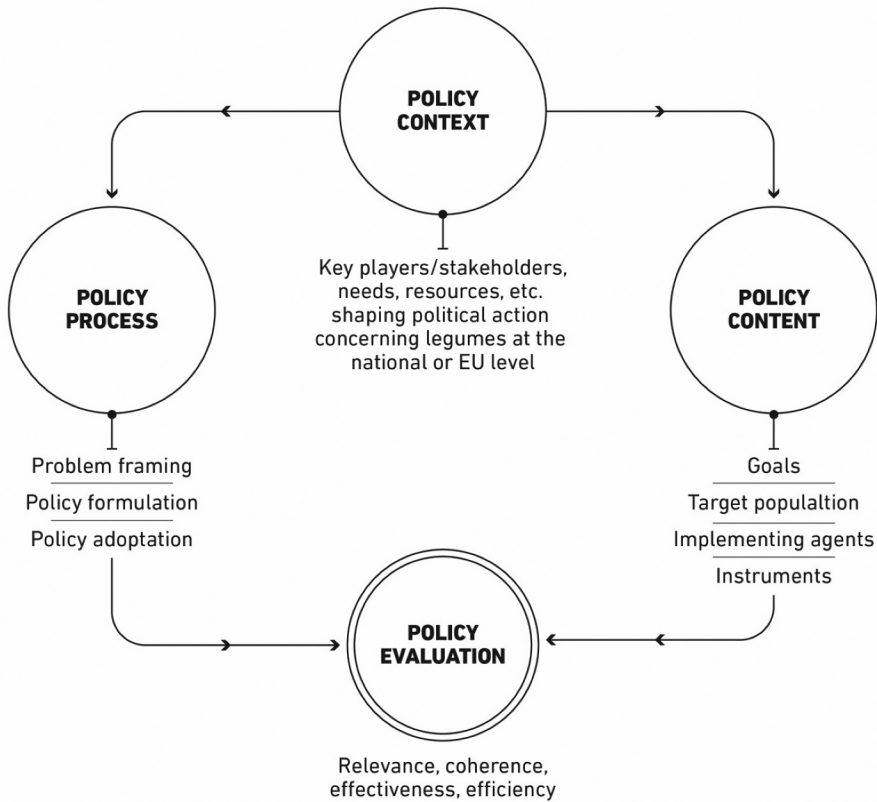 POLICY
CONTEXT
Key players/stakeholders,
needs, resources, etc.
shaping political action
concerning legumes at the
national or EU level
POLICY
PROCESS
Problem framing
Policy formulation
Policy adoptation
POLICY
CONTENT
Goals
Target populaltion
Implementing agents
Instruments
POLICY
EVALUATION
Relevance, coherence,
effectiveness, efficiency